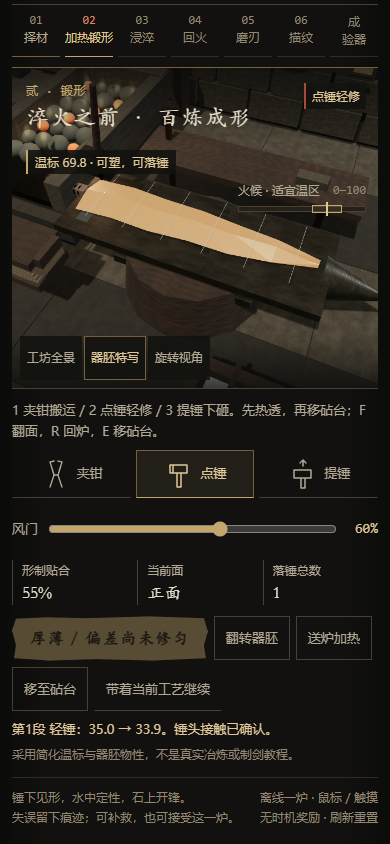 01 02 03 04 05 06 成
择材 加热锻形 浸淬 回火 磨刃 描纹 验器
贰 · 锻形
点锤轻修
淬火之前 · 百炼成形
温标 69.8 · 可塑，可落锤
火候 · 适宜温区 0—100
工坊全景 器胚特写 旋转视角
1 夹钳搬运 / 2 点锤轻修 / 3 提锤下砸。先热透，再移砧台；F
翻面，R 回炉，E 移砧台。
夹钳 点锤 提锤
风门 60%
形制贴合 当前面 落锤总数
55% 正面 1
厚薄 / 偏差尚未修匀 翻转器胚 送炉加热
移至砧台 带着当前工艺继续
第1段 轻锤：35.0 → 33.9。锤头接触已确认。
采用简化温标与器胚物性，不是真实冶炼或制剑教程。
锤下见形，水中定性，石上开锋。 离线一炉 · 鼠标 / 触摸
失误留下痕迹；可补救，也可接受这一炉。 无时机奖励 · 刷新重置